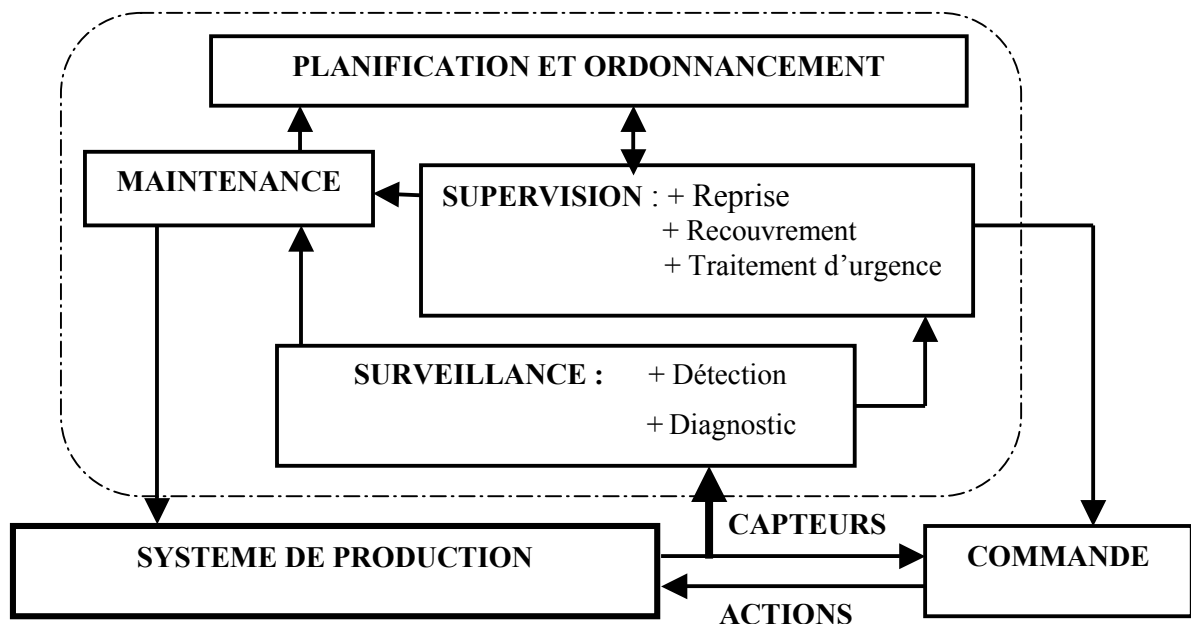 PLANIFICATION ET ORDONNANCEMENT
MAINTENANCE
SUPERVISION : + Reprise
+ Recouvrement
+ Traitement d’urgence
SURVEILLANCE : + Détection
+ Diagnostic
CAPTEURS
SYSTEME DE PRODUCTION
COMMANDE
ACTIONS